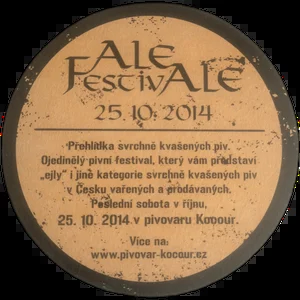 ALE
FESTIVALE
25.10.2014
Přehlídka svrchně kvašených piv.
Ojedinělý pivní festival, který vám představí
„ejly“ i jiné kategorie svrchně kvašených piv
v Česku vařených a prodávaných.
Poslední sobota v říjnu,
25. 10. 2014 v pivovaru Kocour.
Více na:
www.pivovar-kocour.cz